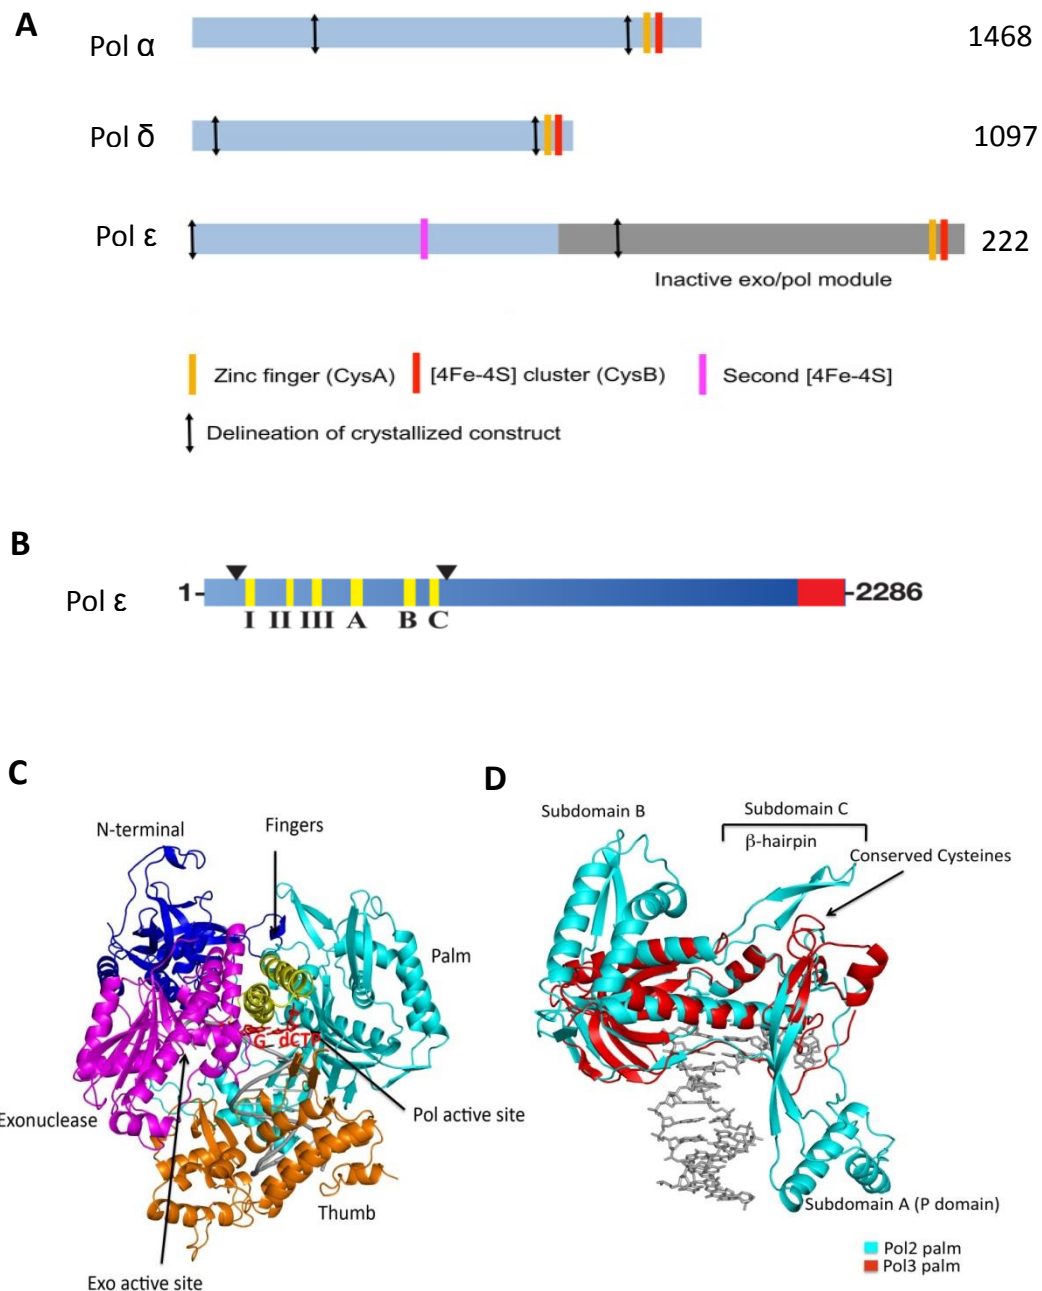 A
Pol α
1468
Pol δ
1097
Pol ε
222
Inactive exo/pol module
Zinc finger (CysA)
[4Fe-4S] cluster (CysB)
Second [4Fe-4S]
Delineation of crystallized construct
B
Pol ε
1-
-2286
I II III A B C
C
N-terminal
Fingers
Palm
G dCTP
Pol active site
Exonuclease
Thumb
Exo active site
D
Subdomain B
Subdomain C
β-hairpin
Conserved Cysteines
Subdomain A (P domain)
Pol2 palm
Pol3 palm